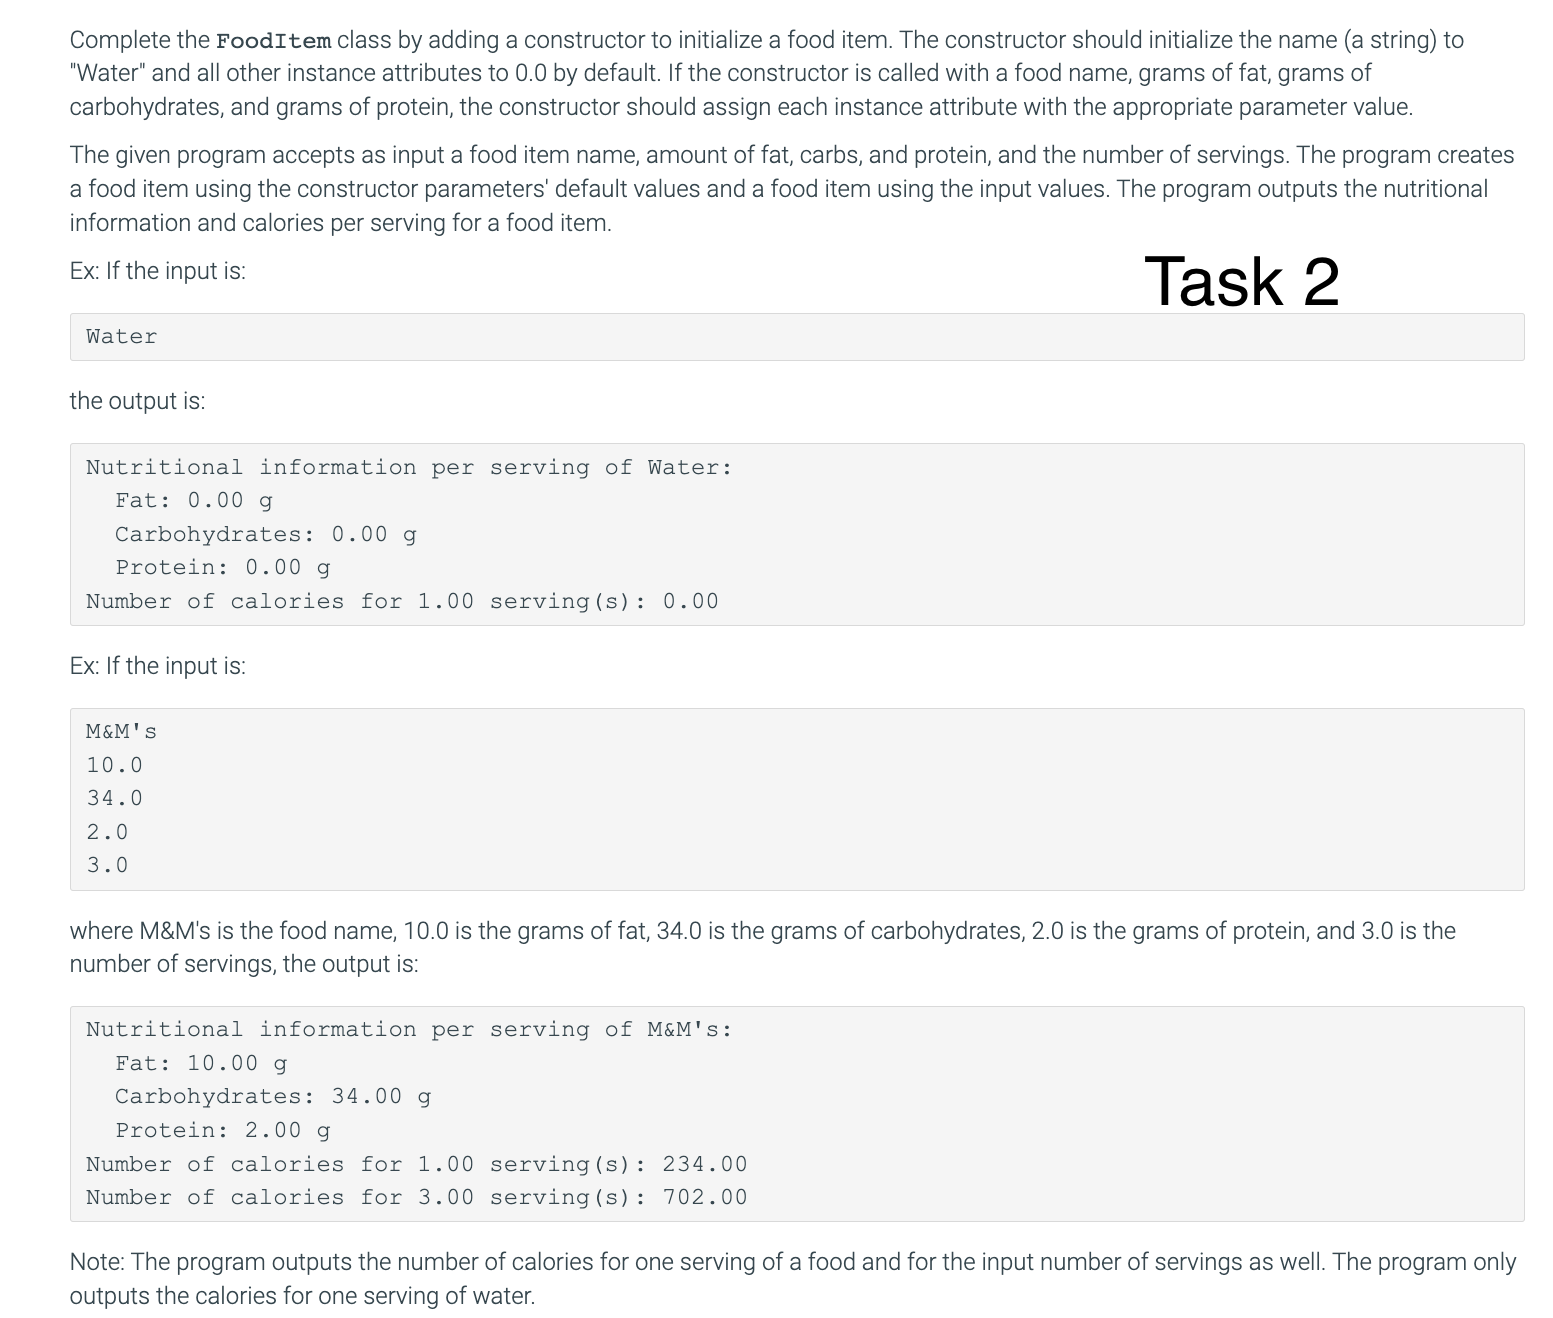 Complete the FoodItem class by adding a constructor to initialize a food item. The constructor should initialize the name (a string) to
"Water" and all other instance attributes to 0.0 by default. If the constructor is called with a food name, grams of fat, grams of
carbohydrates, and grams of protein, the constructor should assign each instance attribute with the appropriate parameter value.
The given program accepts as input a food item name, amount of fat, carbs, and protein, and the number of servings. The program creates
a food item using the constructor parameters' default values and a food item using the input values. The program outputs the nutritional
information and calories per serving for a food item.
Ex: If the input is:
Task 2
Water
the output is:
Nutritional information per serving of Water:
  Fat: 0.00 g
  Carbohydrates: 0.00 g
  Protein: 0.00 g
Number of calories for 1.00 serving(s): 0.00
Ex: If the input is:
M&M's
10.0
34.0
2.0
3.0
where M&M's is the food name, 10.0 is the grams of fat, 34.0 is the grams of carbohydrates, 2.0 is the grams of protein, and 3.0 is the
number of servings, the output is:
Nutritional information per serving of M&M's:
  Fat: 10.00 g
  Carbohydrates: 34.00 g
  Protein: 2.00 g
Number of calories for 1.00 serving(s): 234.00
Number of calories for 3.00 serving(s): 702.00
Note: The program outputs the number of calories for one serving of a food and for the input number of servings as well. The program only
outputs the calories for one serving of water.